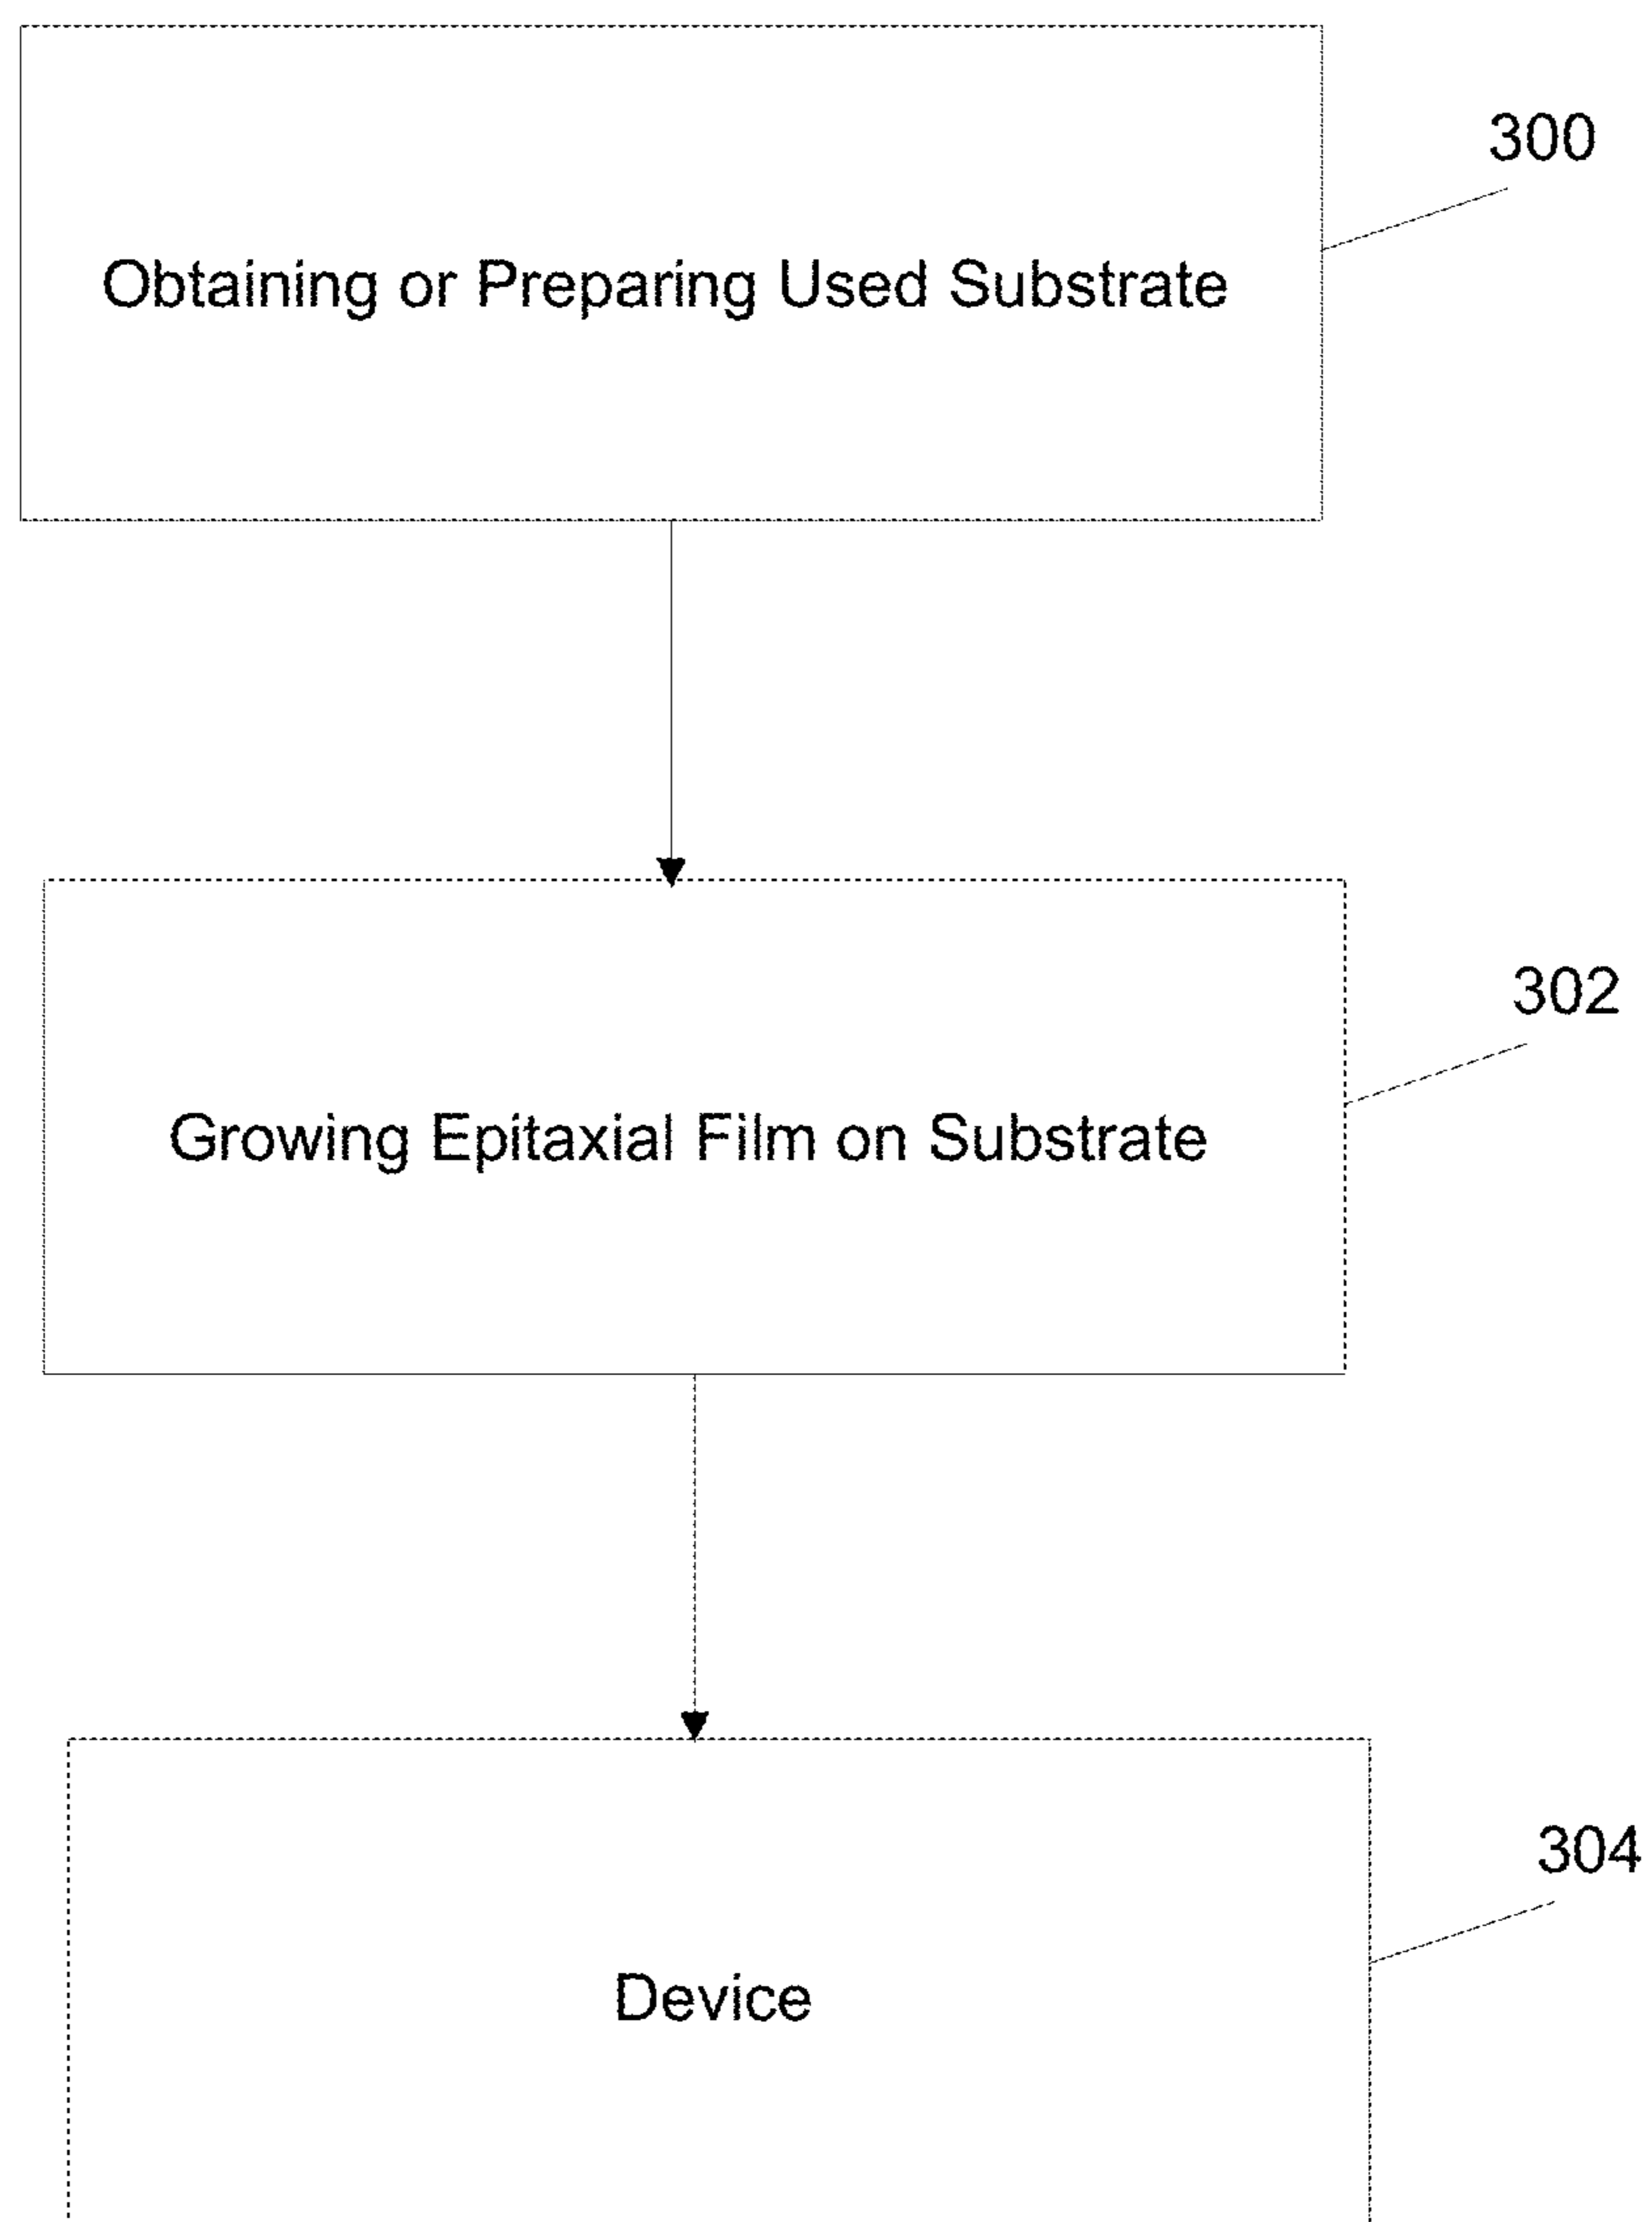 300
Obtaining or Preparing Used Substrate
302
Growing Epitaxial Film on Substrate
304
Device